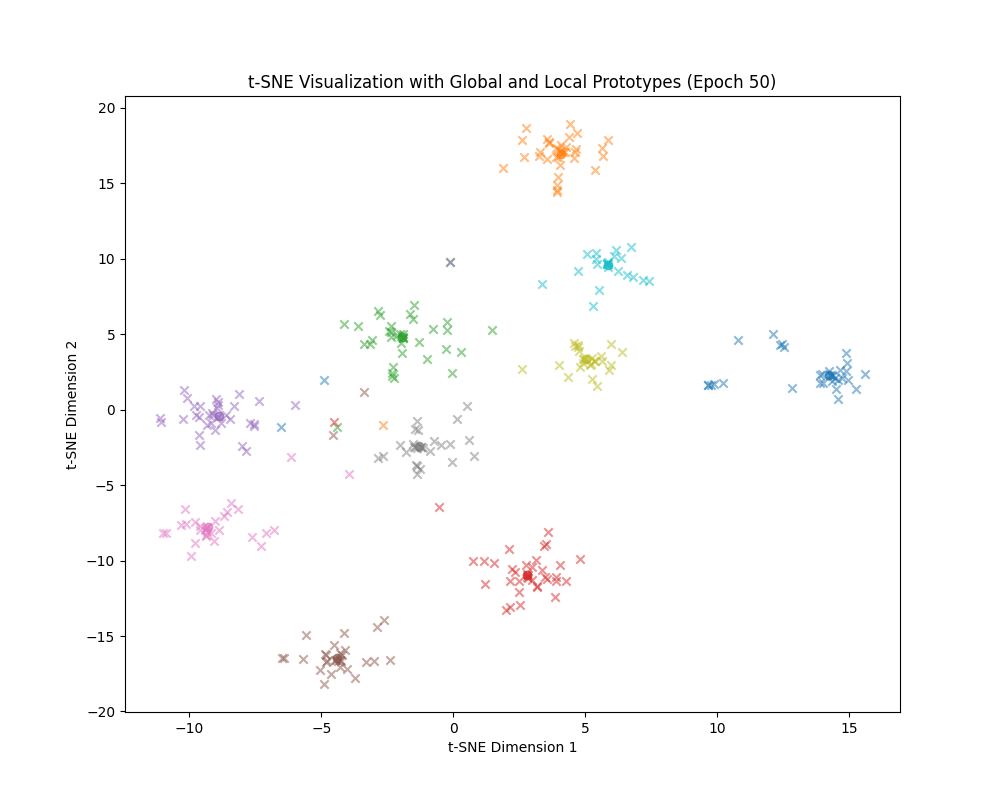 t-SNE Visualization with Global and Local Prototypes (Epoch 50)
20
15
10
5
0
−5
−10
−15
−20
t-SNE Dimension 2
−10 −5 0 5 10 15
t-SNE Dimension 1